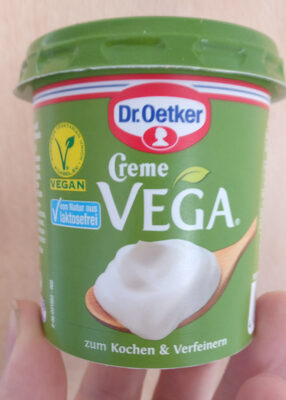 Dr.Oetker
Creme
VEGA®
VEGAN
von Natur aus
laktosefrei
zum Kochen & Verfeinern